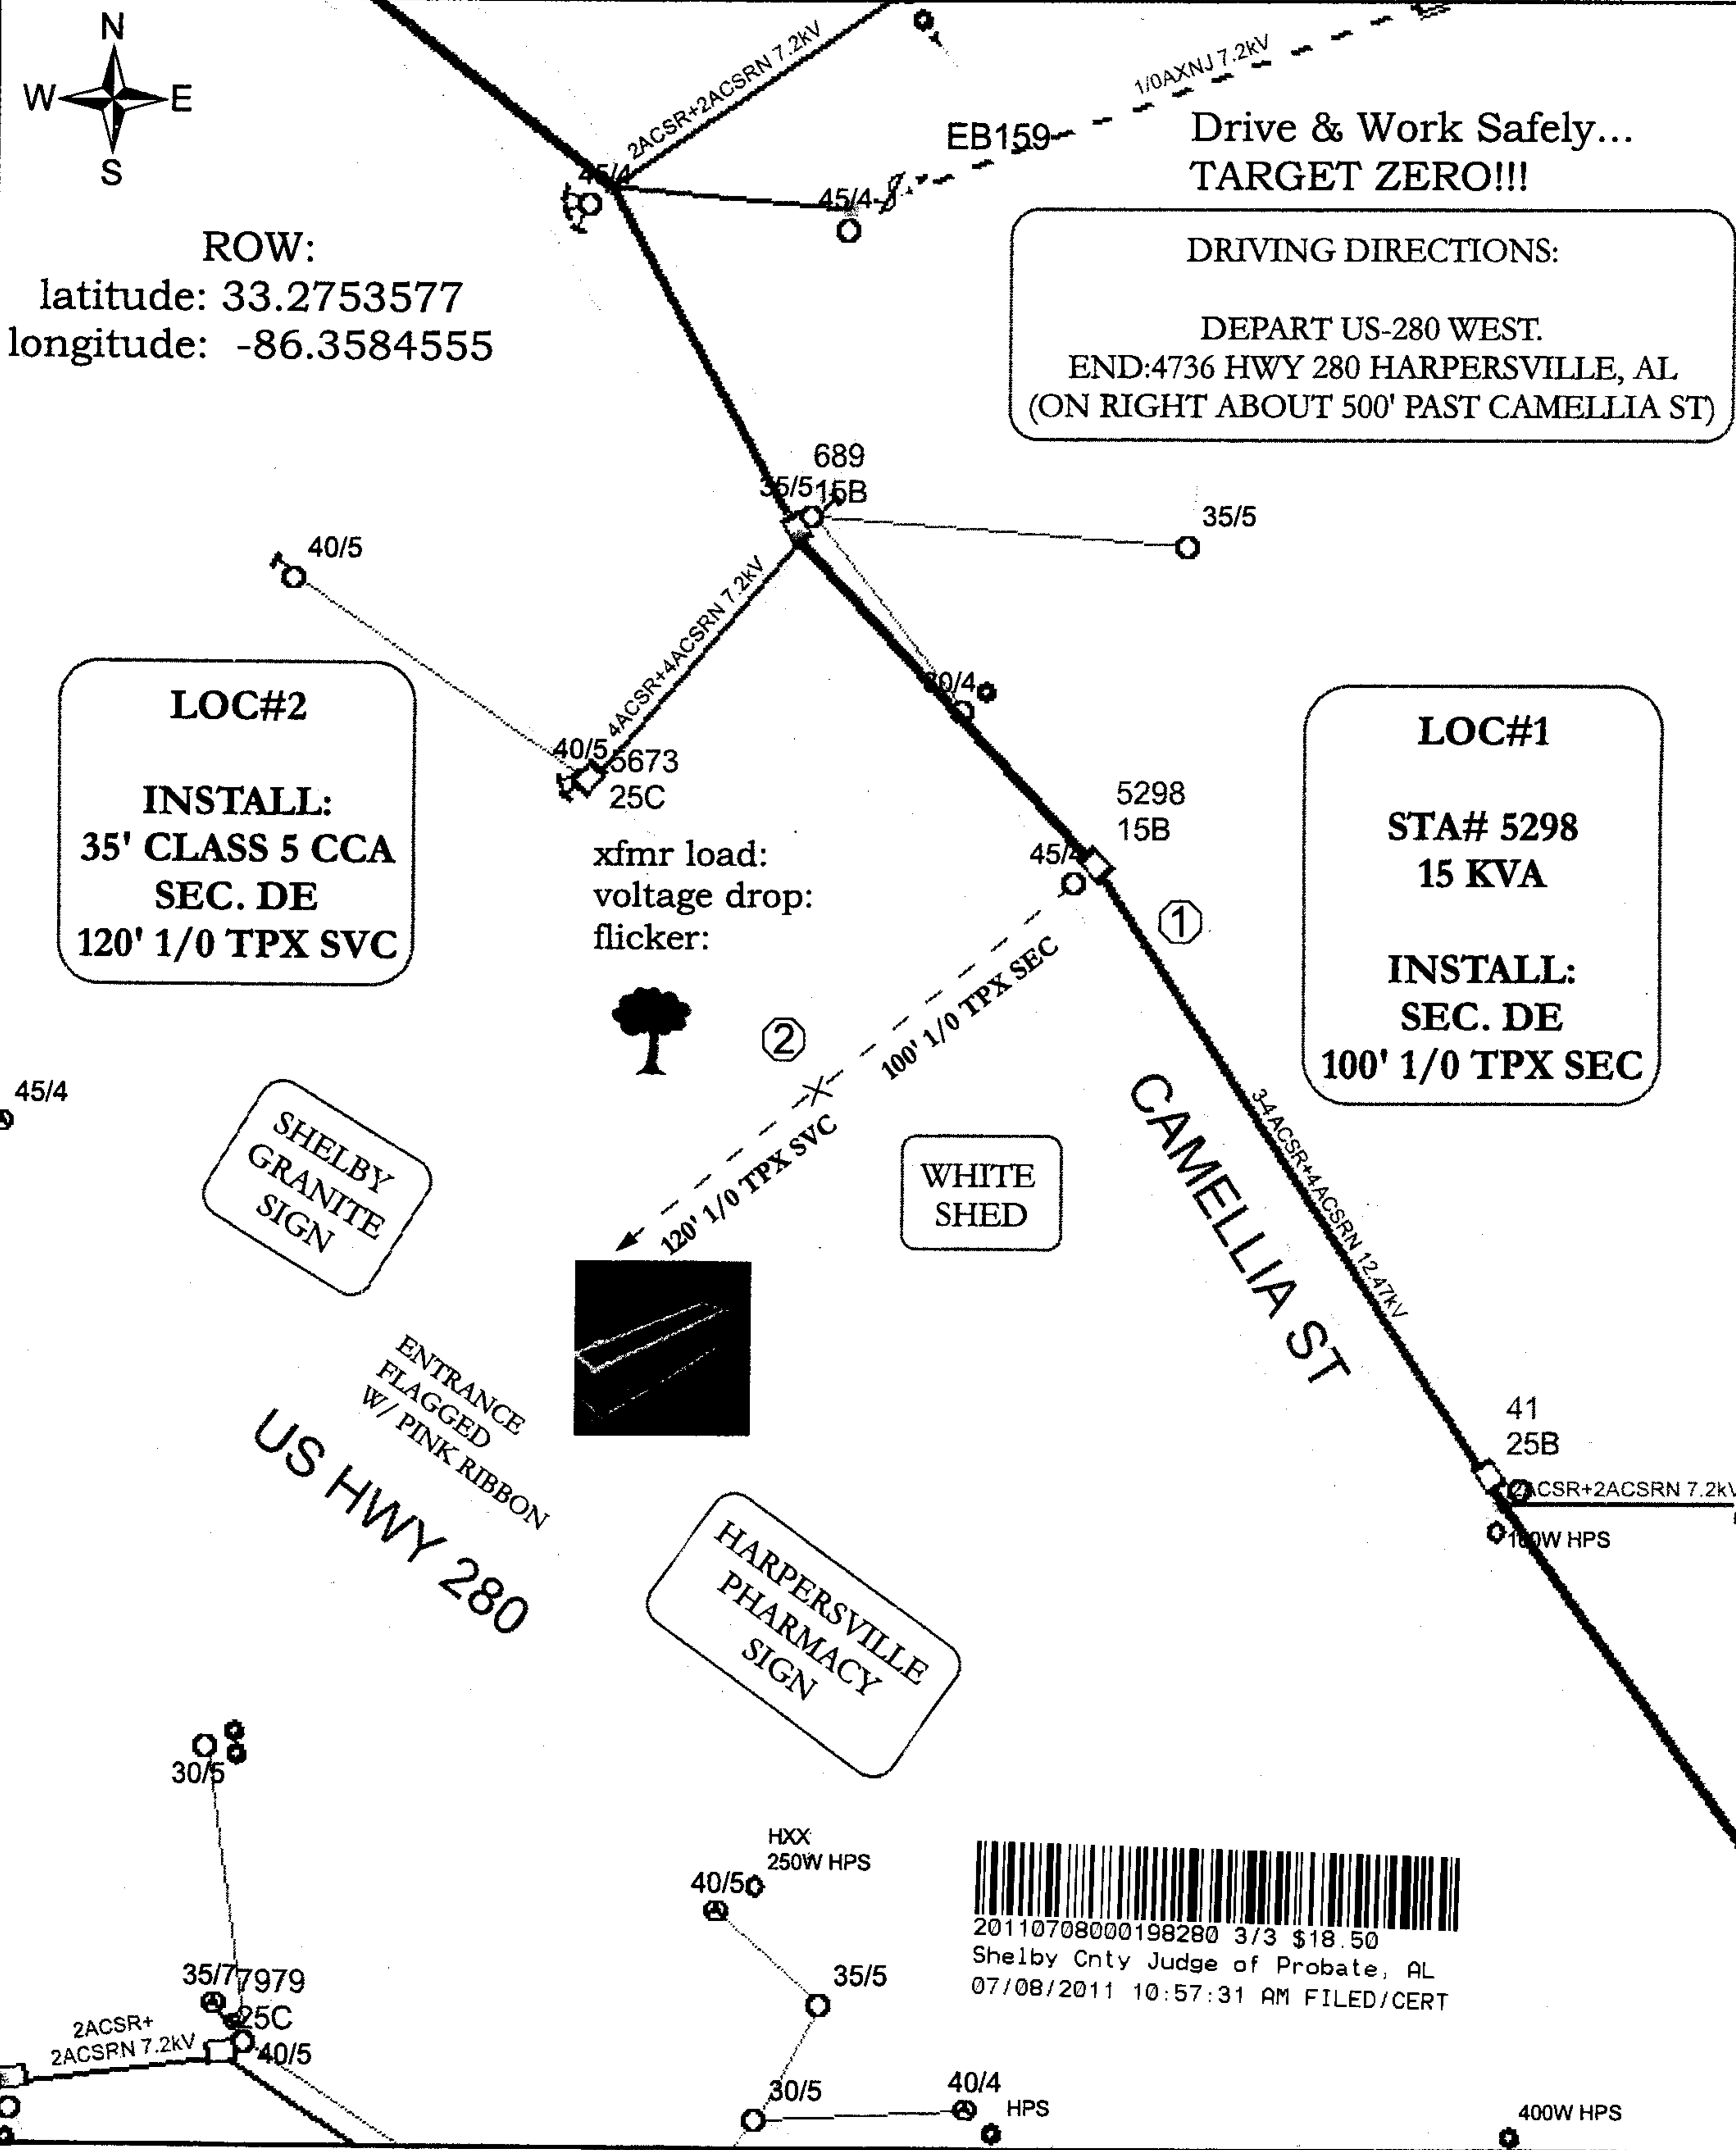 N
W E
S
2ACSR+2ACSRN 7.2kV
1/0AXNJ 7.2kV
EB159
45/4
45/4
Drive & Work Safely...
TARGET ZERO!!!
ROW:
latitude: 33.2753577
longitude: -86.3584555
DRIVING DIRECTIONS:
DEPART US-280 WEST.
END:4736 HWY 280 HARPERSVILLE, AL
(ON RIGHT ABOUT 500' PAST CAMELLIA ST)
689
35/5 15B
35/5
40/5
4ACSR+4ACSRN 7.2kV
LOC#2
INSTALL:
35' CLASS 5 CCA
SEC. DE
120' 1/0 TPX SVC
40/5 5673
25C
xfmr load:
voltage drop:
flicker:
5298
15B
45/4
1
LOC#1
STA# 5298
15 KVA
INSTALL:
SEC. DE
100' 1/0 TPX SEC
2
100' 1/0 TPX SEC
120' 1/0 TPX SVC
45/4
SHELBY
GRANITE
SIGN
WHITE
SHED
CAMELLIA ST
3-4ACSR+4ACSRN 12.47kV
ENTRANCE
FLAGGED
W/ PINK RIBBON
US HWY 280
HARPERSVILLE
PHARMACY
SIGN
41
25B
2ACSR+2ACSRN 7.2kV
100W HPS
30/5
HXX
250W HPS
40/5
35/5
20110708000198280 3/3 $18.50
Shelby Cnty Judge of Probate, AL
07/08/2011 10:57:31 AM FILED/CERT
35/7 7979
25C
40/5
2ACSR+
2ACSRN 7.2kV
30/5
40/4
HPS
400W HPS